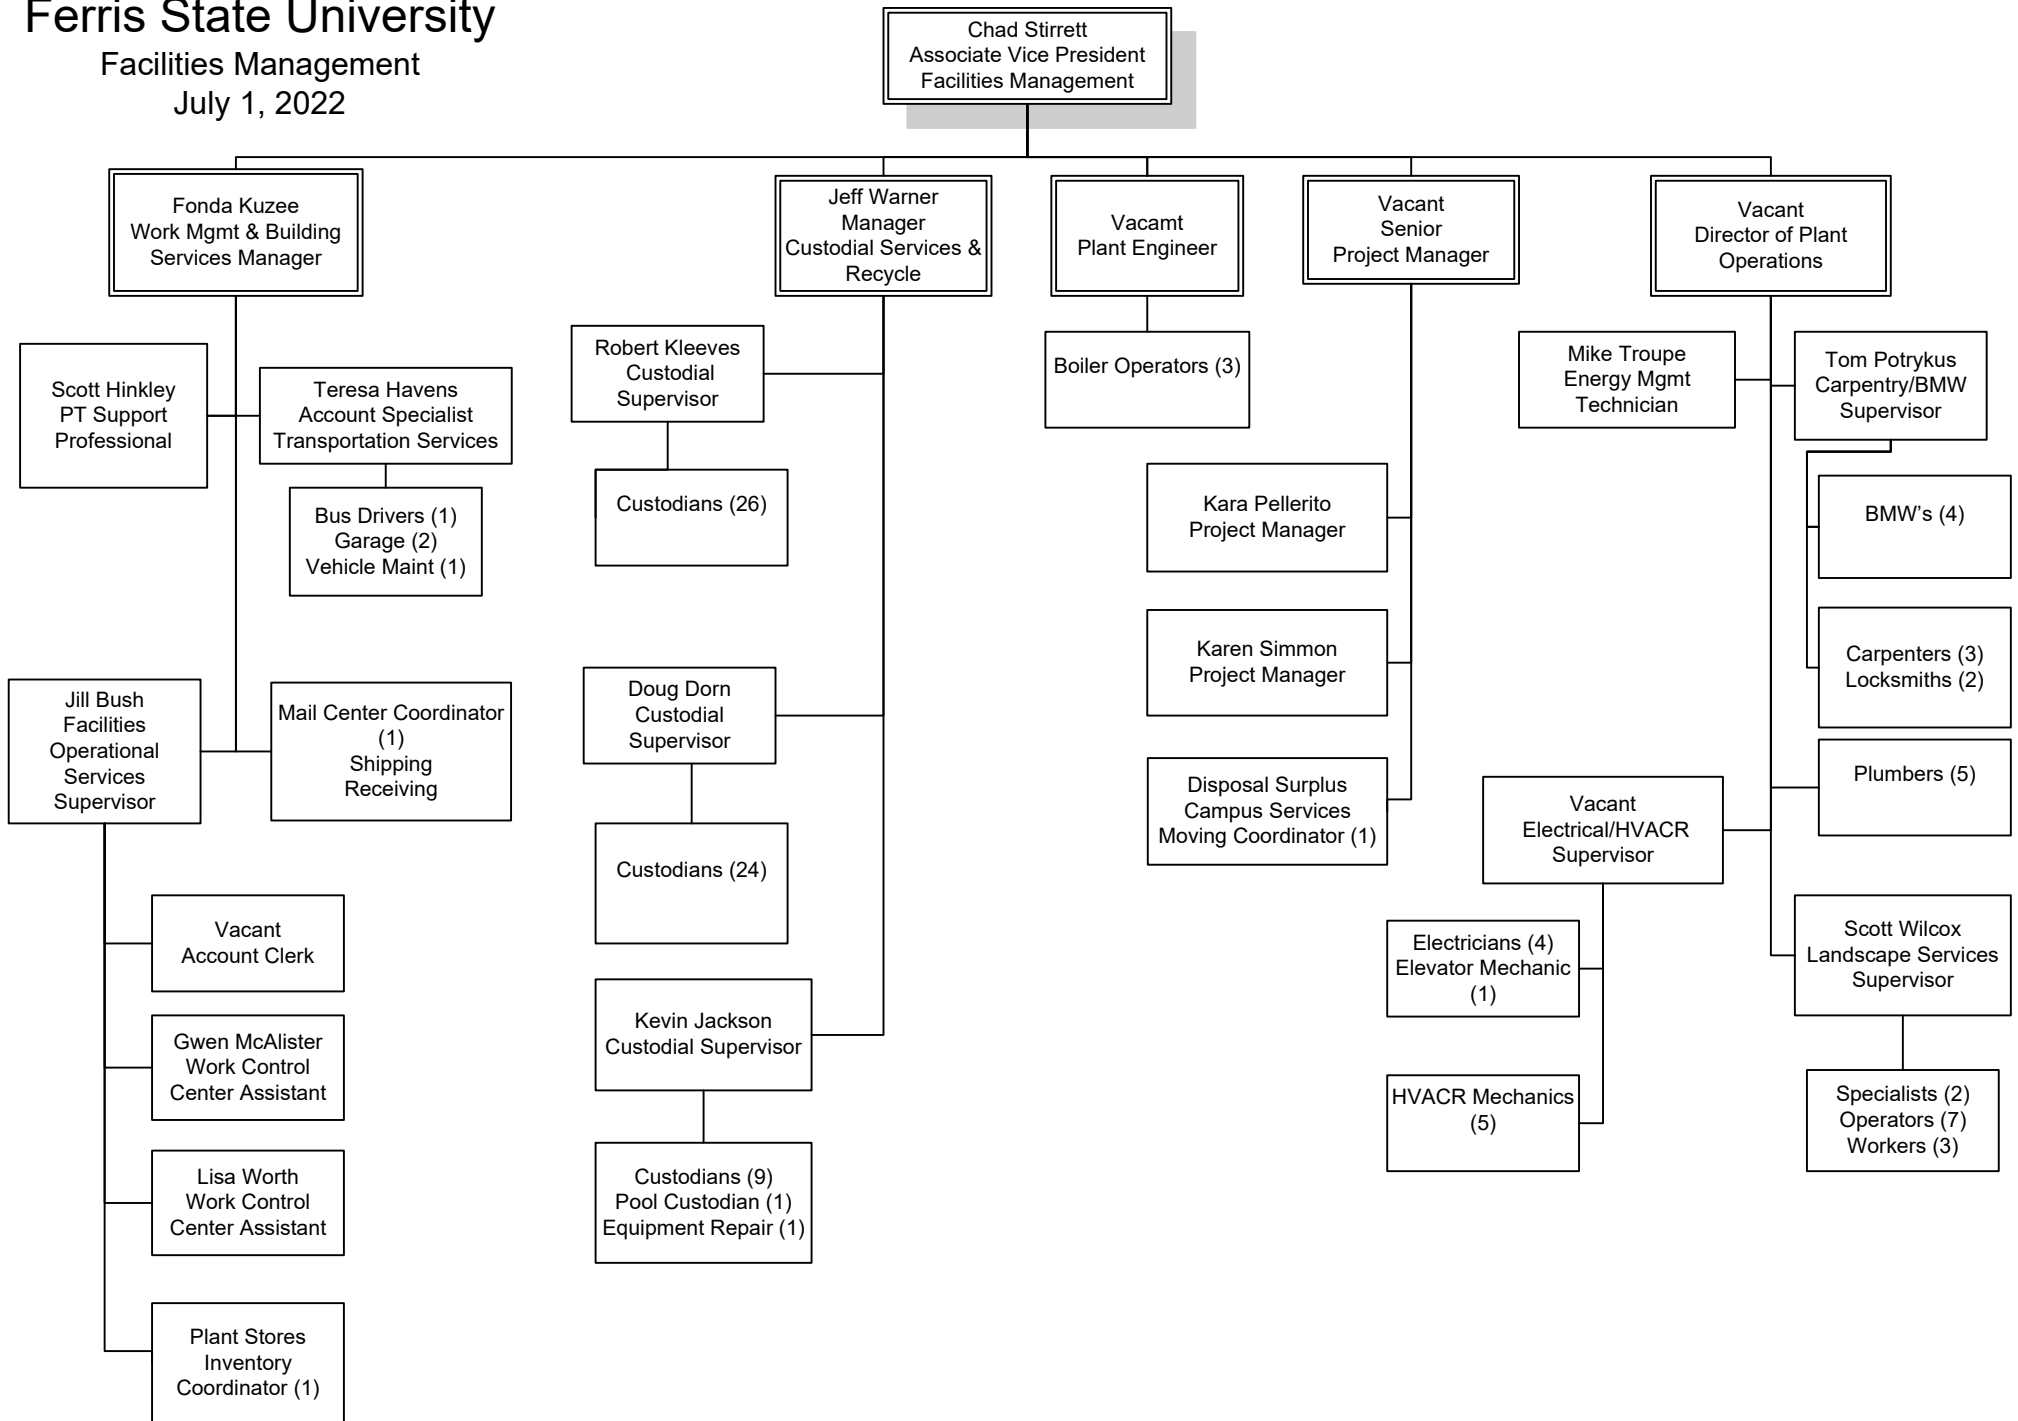 Ferris State University
Facilities Management
July 1, 2022
Chad Stirrett
Associate Vice President
Facilities Management
Fonda Kuzee
Work Mgmt & Building
Services Manager
Jeff Warner
Manager
Custodial Services &
Recycle
Vacamt
Plant Engineer
Vacant
Senior
Project Manager
Vacant
Director of Plant
Operations
Scott Hinkley
PT Support
Professional
Teresa Havens
Account Specialist
Transportation Services
Bus Drivers (1)
Garage (2)
Vehicle Maint (1)
Jill Bush
Facilities
Operational
Services
Supervisor
Mail Center Coordinator
(1)
Shipping
Receiving
Vacant
Account Clerk
Gwen McAlister
Work Control
Center Assistant
Lisa Worth
Work Control
Center Assistant
Plant Stores
Inventory
Coordinator (1)
Robert Kleeves
Custodial
Supervisor
Custodians (26)
Doug Dorn
Custodial
Supervisor
Custodians (24)
Kevin Jackson
Custodial Supervisor
Custodians (9)
Pool Custodian (1)
Equipment Repair (1)
Boiler Operators (3)
Kara Pellerito
Project Manager
Karen Simmon
Project Manager
Disposal Surplus
Campus Services
Moving Coordinator (1)
Mike Troupe
Energy Mgmt
Technician
Tom Potrykus
Carpentry/BMW
Supervisor
BMW’s (4)
Carpenters (3)
Locksmiths (2)
Plumbers (5)
Vacant
Electrical/HVACR
Supervisor
Electricians (4)
Elevator Mechanic
(1)
HVACR Mechanics
(5)
Scott Wilcox
Landscape Services
Supervisor
Specialists (2)
Operators (7)
Workers (3)